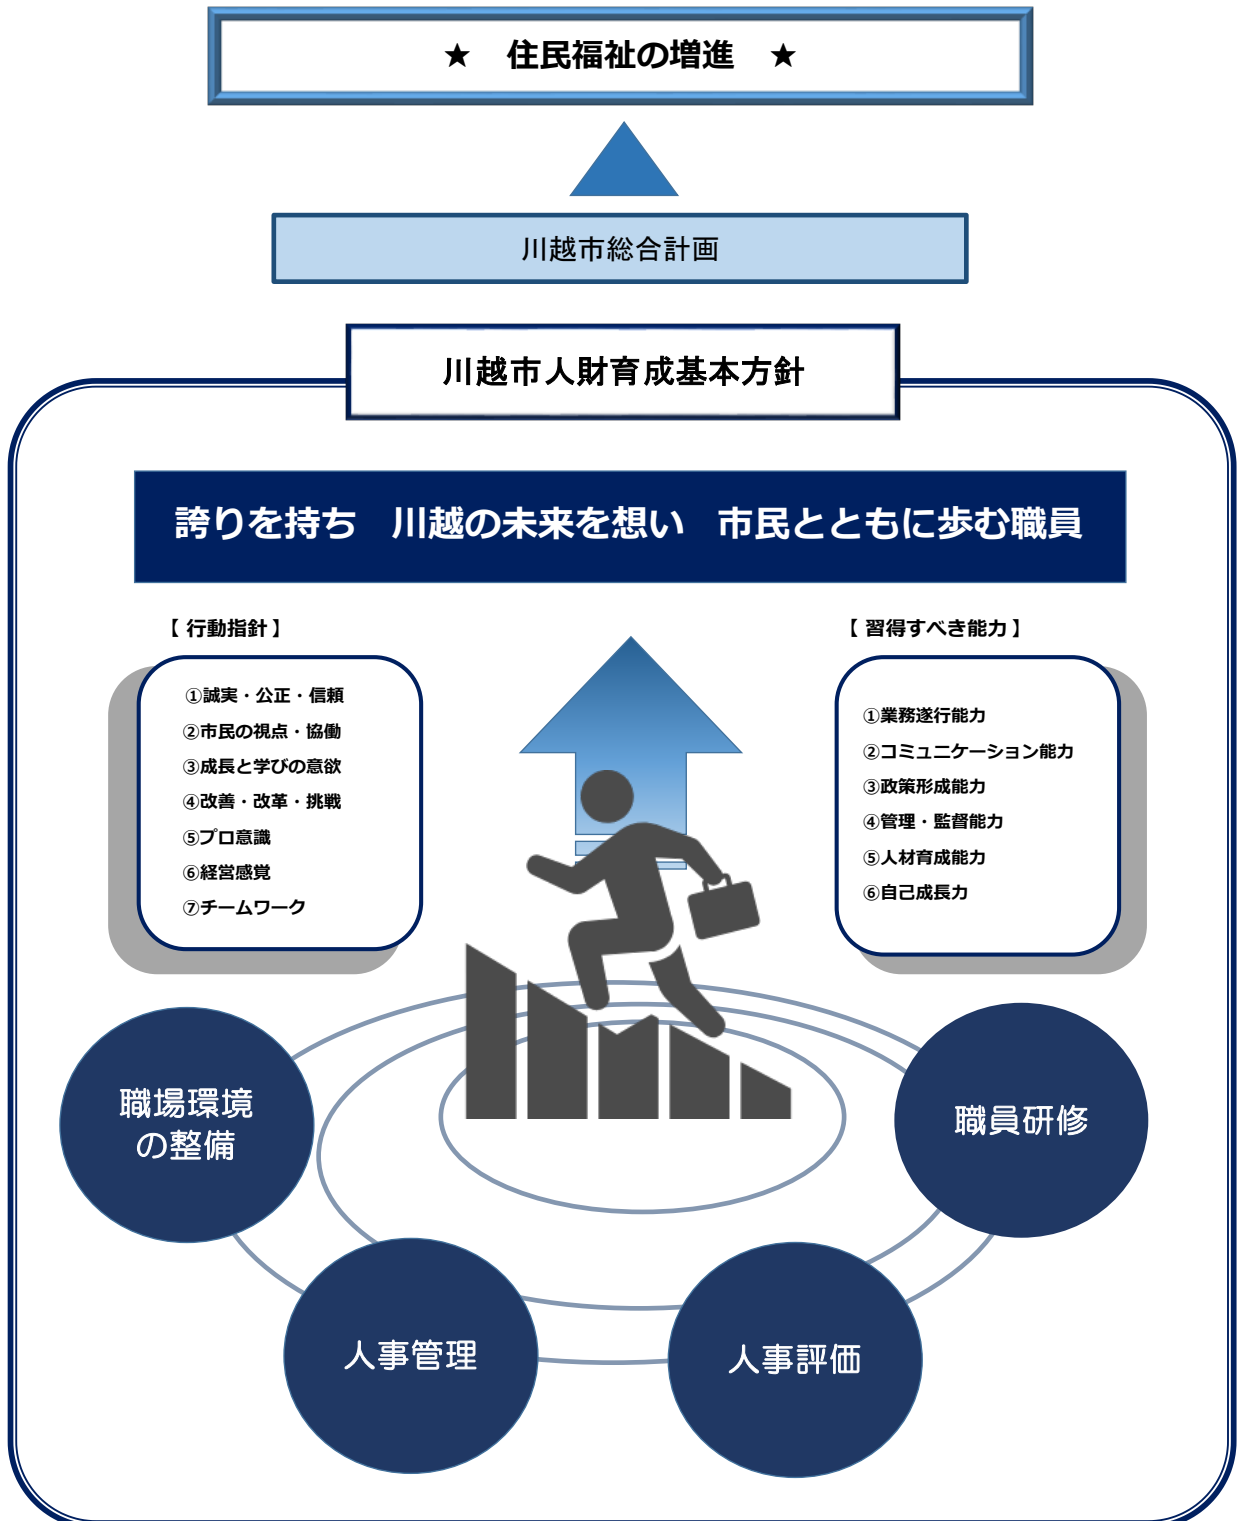 ★　住民福祉の増進　★
川越市総合計画
川越市人財育成基本方針
誇りを持ち　川越の未来を想い　市民とともに歩む職員
【 行動指針 】
①誠実・公正・信頼
②市民の視点・協働
③成長と学びの意欲
④改善・改革・挑戦
⑤プロ意識
⑥経営感覚
⑦チームワーク
【 習得すべき能力 】
①業務遂行能力
②コミュニケーション能力
③政策形成能力
④管理・監督能力
⑤人材育成能力
⑥自己成長力
職場環境
の整備
職員研修
人事管理
人事評価